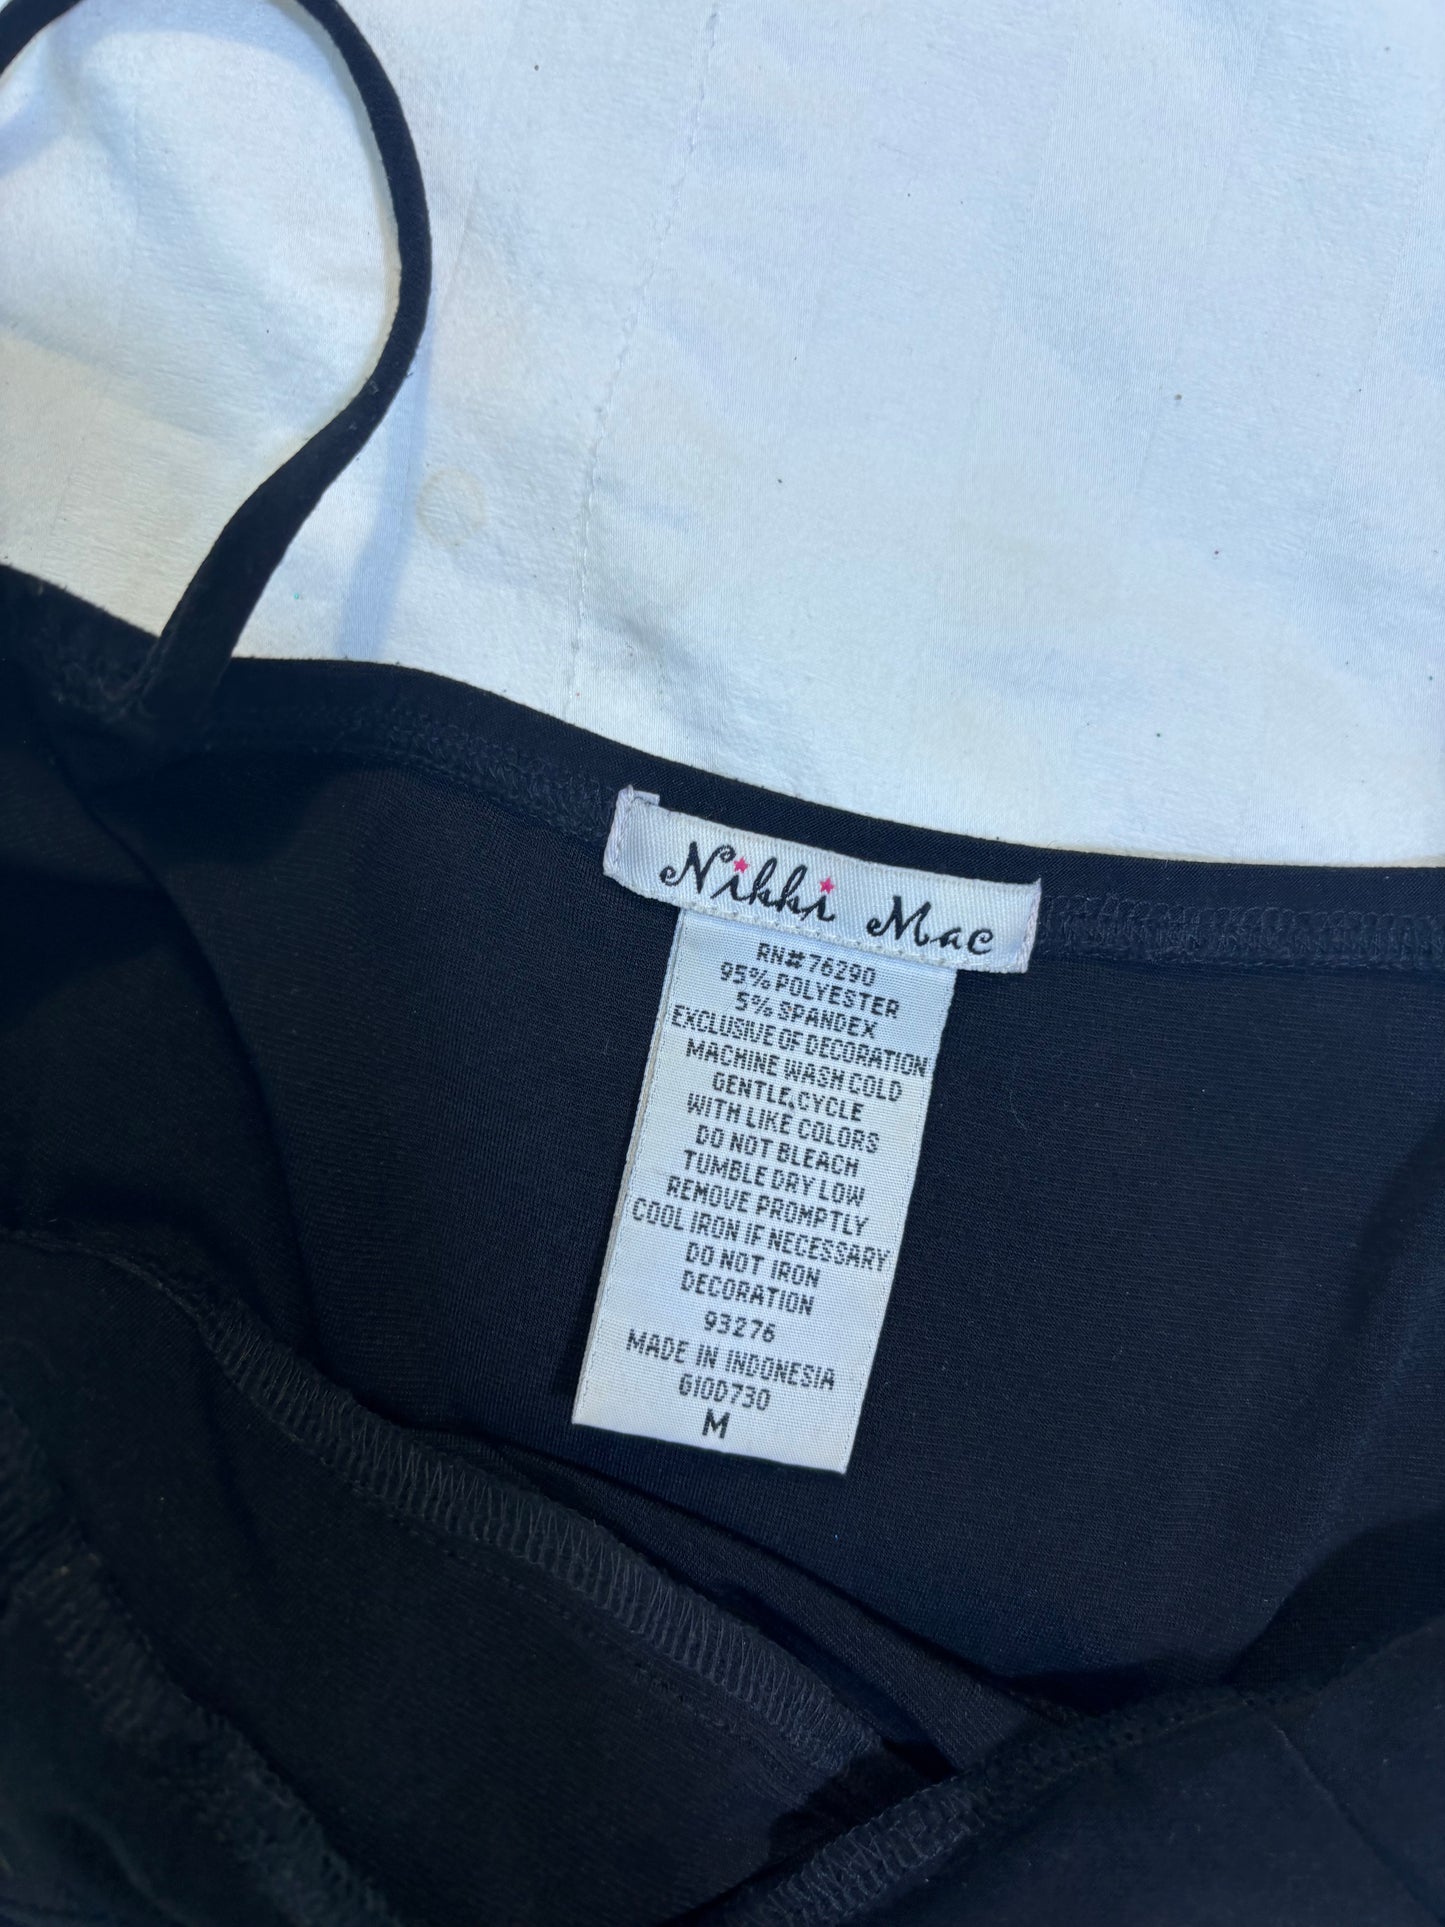 Nikki Mac
RN#76290
95% POLYESTER
5% SPANDEX
EXCLUSIVE OF DECORATION
MACHINE WASH COLD
GENTLE CYCLE
WITH LIKE COLORS
DO NOT BLEACH
TUMBLE DRY LOW
REMOVE PROMPTLY
COOL IRON IF NECESSARY
DO NOT IRON
DECORATION
93276
MADE IN INDONESIA
G10D730
M